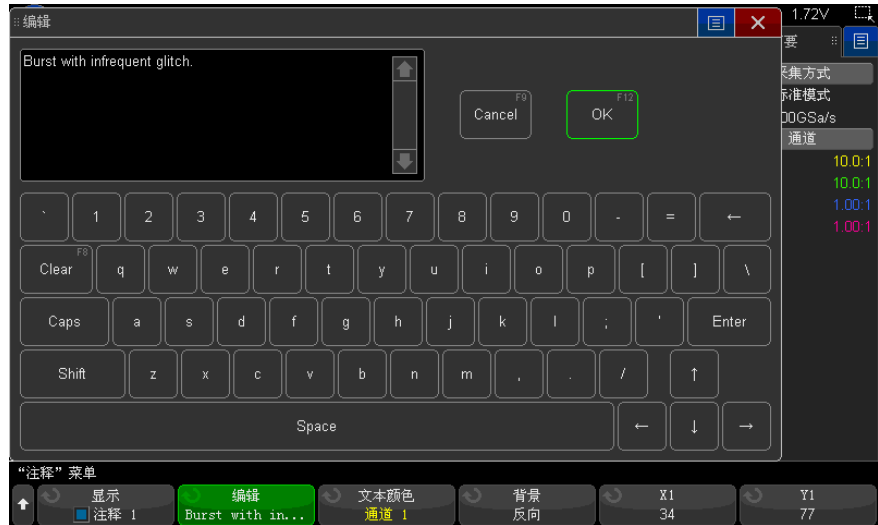 编辑
1.72V
Burst with infrequent glitch.
Cancel F9
OK F12
要
采集方式
标准模式
00GSa/s
通道
10.0:1
10.0:1
1.00:1
1.00:1
` 1 2 3 4 5 6 7 8 9 0 - = ←
Clear F8 q w e r t y u i o p [ ] \
Caps a s d f g h j k l ; ' Enter
Shift z x c v b n m , . / ↑
Space ← ↓ →
“注释”菜单
显示 编辑 文本颜色 背景 X1 Y1
注释 1 Burst with in... 通道 1 反向 34 77